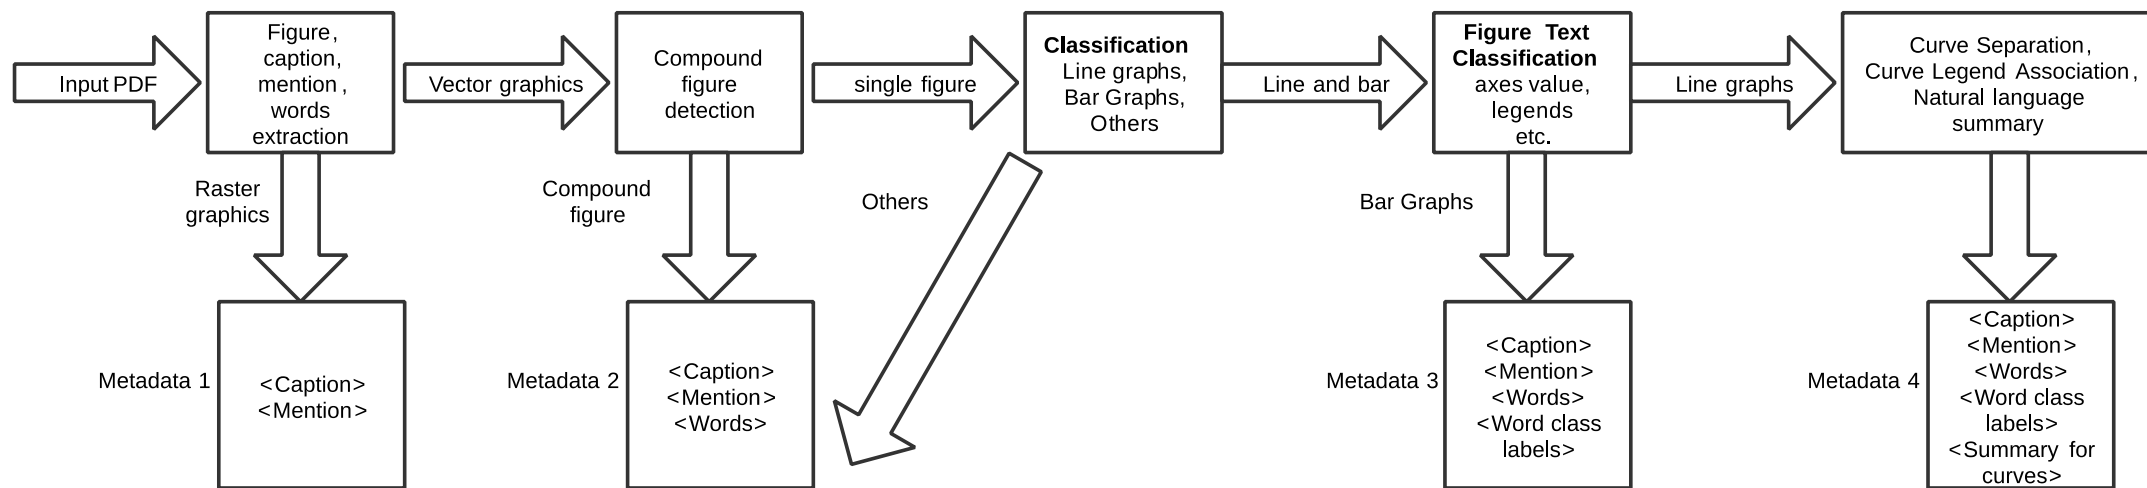 Input PDF
Figure,
caption,
mention,
words
extraction
Vector graphics
Compound
figure
detection
single figure
Classification
Line graphs,
Bar Graphs,
Others
Line and bar
Figure Text
Classification
axes value,
legends
etc.
Line graphs
Curve Separation,
Curve Legend Association,
Natural language
summary
Raster
graphics
Compound
figure
Others
Bar Graphs
Metadata 1
<Caption>
<Mention>
Metadata 2
<Caption>
<Mention>
<Words>
Metadata 3
<Caption>
<Mention>
<Words>
<Word class
labels>
Metadata 4
<Caption>
<Mention>
<Words>
<Word class
labels>
<Summary for
curves>